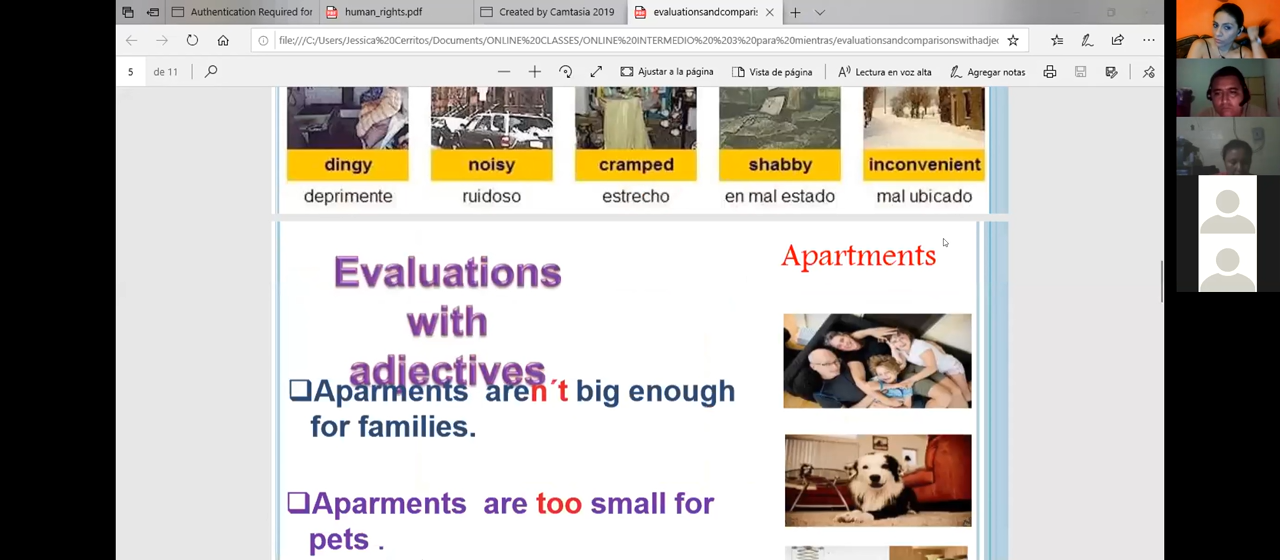 Authentication Required for
human_rights.pdf
Created by Camtasia 2019
evaluationsandcomparis
file:///C:/Users/Jessica%20Cerritos/Documents/ONLINE%20CLASSES/ONLINE%20INTERMEDIO%20%203%20para%20mientras/evaluationsandcomparisonswithadjec
5 de 11
Ajustar a la página
Vista de página
Lectura en voz alta
Agregar notas
dingy noisy cramped shabby inconvenient
deprimente ruidoso estrecho en mal estado mal ubicado
Evaluations
with
adjectives
Apartments
Aparments aren´t big enough
for families.
Aparments are too small for
pets .